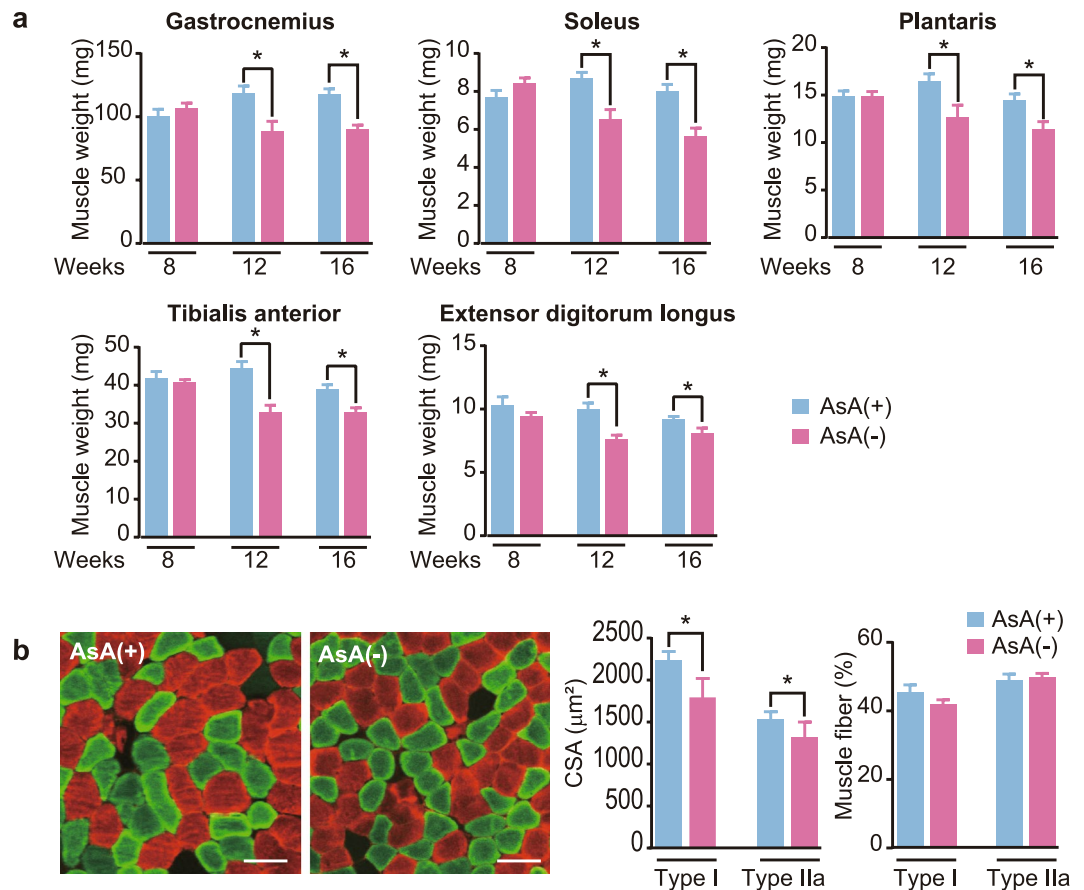 a
Gastrocnemius
Muscle weight (mg)
150
100
50
0
Weeks 8 12 16
* *
Soleus
Muscle weight (mg)
10
8
6
4
2
0
8 12 16
* *
Plantaris
Muscle weight (mg)
20
15
10
5
0
8 12 16
* *
Tibialis anterior
Muscle weight (mg)
50
40
30
20
10
0
Weeks 8 12 16
* *
Extensor digitorum longus
Muscle weight (mg)
15
10
5
0
Weeks 8 12 16
* *
AsA(+)
AsA(-)
b
AsA(+)
AsA(-)
CSA (μm²)
2500
2000
1500
1000
500
0
Type I Type IIa
* *
Muscle fiber (%)
60
40
20
0
Type I Type IIa
AsA(+)
AsA(-)